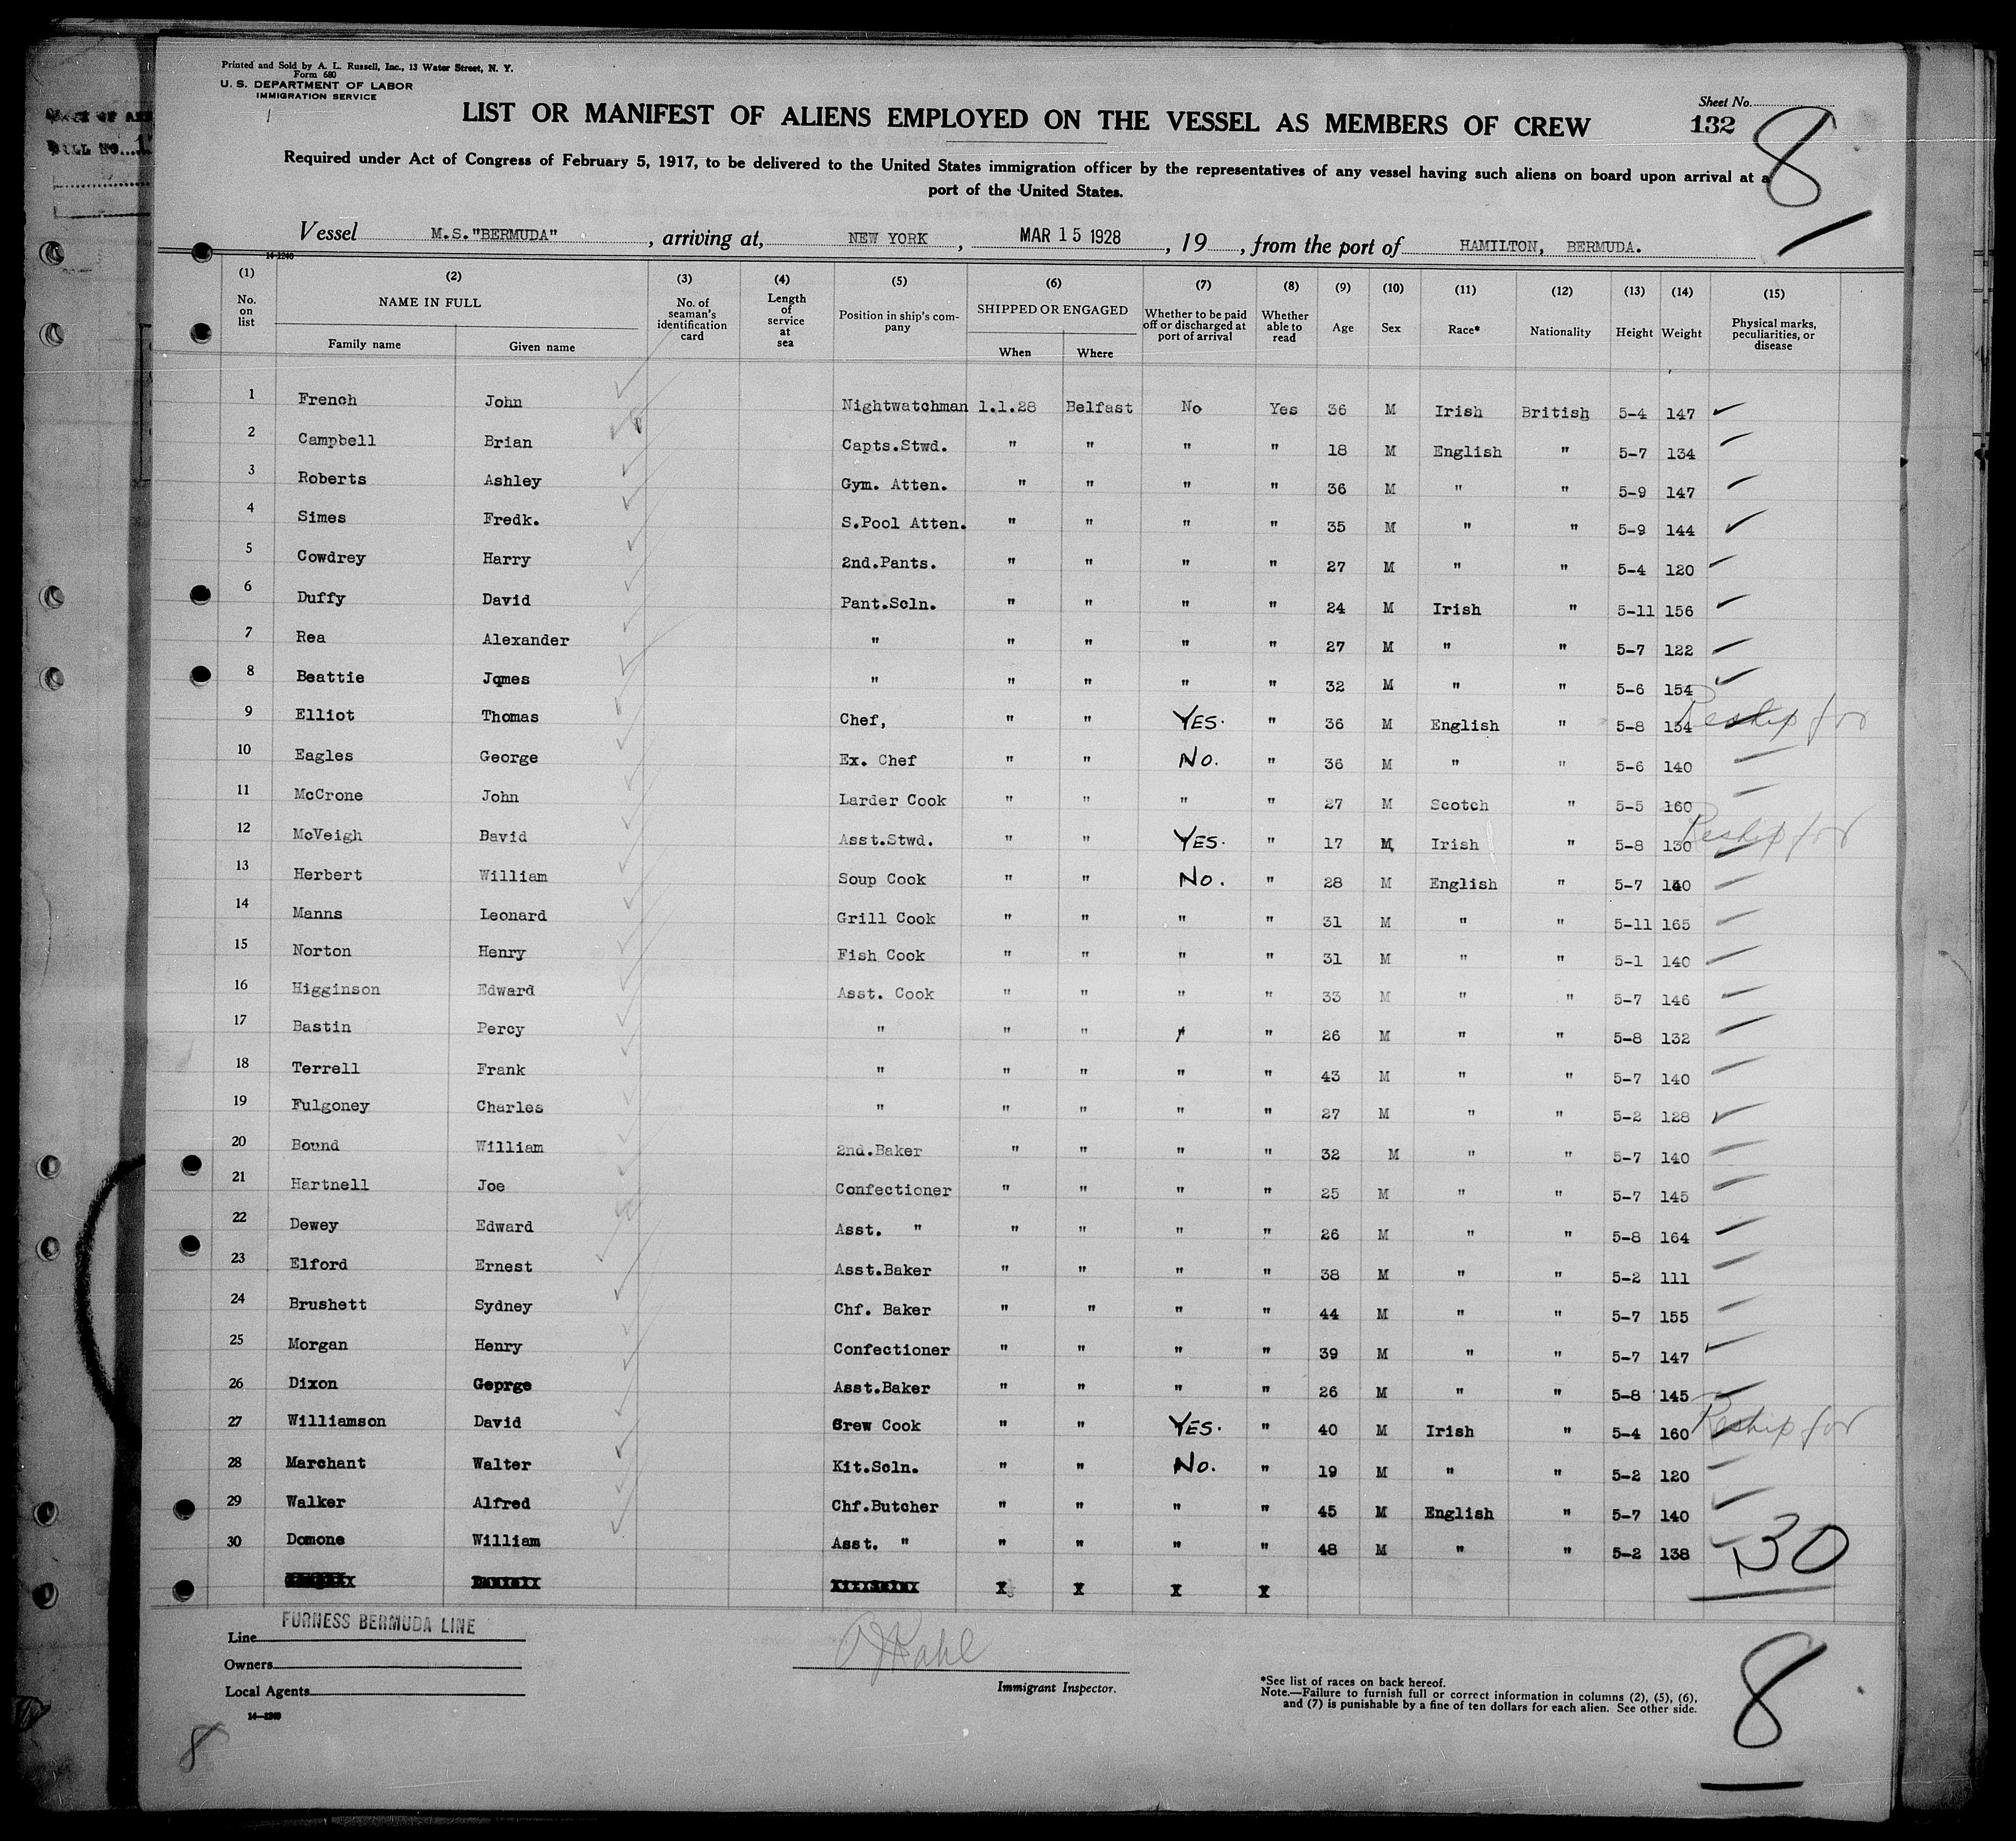 Printed and Sold by A. L. Russell, Inc., 13 Water Street, N. Y.
Form 680
U. S. DEPARTMENT OF LABOR
IMMIGRATION SERVICE
Sheet No.
132
8
LIST OR MANIFEST OF ALIENS EMPLOYED ON THE VESSEL AS MEMBERS OF CREW
Required under Act of Congress of February 5, 1917, to be delivered to the United States immigration officer by the representatives of any vessel having such aliens on board upon arrival at a
port of the United States.
Vessel M.S."BERMUDA" , arriving at, NEW YORK , MAR 15 1928 , 19 , from the port of HAMILTON, BERMUDA.
14-1240
(1) (2) (3) (4) (5) (6) (7) (8) (9) (10) (11) (12) (13) (14) (15)
No. on list NAME IN FULL Family name Given name No. of seaman's identification card Length of service at sea Position in ship's company SHIPPED OR ENGAGED When Where Whether to be paid off or discharged at port of arrival Whether able to read Age Sex Race* Nationality Height Weight Physical marks, peculiarities, or disease
1 French John Nightwatchman 1.1.28 Belfast No Yes 36 M Irish British 5-4 147
2 Campbell Brian Capts.Stwd. " " " " 18 M English " 5-7 134
3 Roberts Ashley Gym. Atten. " " " " 36 M " " 5-9 147
4 Simes Fredk. S.Pool Atten. " " " " 35 M " " 5-9 144
5 Cowdrey Harry 2nd.Pants. " " " " 27 M " " 5-4 120
6 Duffy David Pant.Scln. " " " " 24 M Irish " 5-11 156
7 Rea Alexander " " " " " 27 M " " 5-7 122
8 Beattie Jqmes " " " " " 32 M " " 5-6 154
9 Elliot Thomas Chef, " " YES. " 36 M English " 5-8 134 Reship for
10 Eagles George Ex. Chef " " No. " 36 M " " 5-6 140
11 McCrone John Larder Cook " " " " 27 M Scotch " 5-5 160
12 McVeigh David Asst.Stwd. " " YES. " 17 M Irish " 5-8 130 Reship for
13 Herbert William Soup Cook " " No. " 28 M English " 5-7 140
14 Manns Leonard Grill Cook " " " " 31 M " " 5-11 165
15 Norton Henry Fish Cook " " " " 31 M " " 5-1 140
16 Higginson Edward Asst. Cook " " " " 33 M " " 5-7 146
17 Bastin Percy " " " " " 26 M " " 5-8 132
18 Terrell Frank " " " " " 43 M " " 5-7 140
19 Fulgoney Charles " " " " " 27 M " " 5-2 128
20 Bound William 2nd.Baker " " " " 32 M " " 5-7 140
21 Hartnell Joe Confectioner " " " " 25 M " " 5-7 145
22 Dewey Edward Asst. " " " " " 26 M " " 5-8 164
23 Elford Ernest Asst.Baker " " " " 38 M " " 5-2 111
24 Brushett Sydney Chf. Baker " " " " 44 M " " 5-7 155
25 Morgan Henry Confectioner " " " " 39 M " " 5-7 147
26 Dixon Geprge Asst.Baker " " " " 26 M " " 5-8 145
27 Williamson David Crew Cook " " YES. " 40 M Irish " 5-4 160 Reship for
28 Marchant Walter Kit.Scln. " " No. " 19 M " " 5-2 120
29 Walker Alfred Chf.Butcher " " " " 45 M English " 5-7 140
30 Domone William Asst. " " " " " 48 M " " 5-2 138
30
X X X X
Line FURNESS BERMUDA LINE
Owners
Local Agents
14-1240
Immigrant Inspector.
*See list of races on back hereof.
Note.—Failure to furnish full or correct information in columns (2), (5), (6),
and (7) is punishable by a fine of ten dollars for each alien. See other side.
8
8